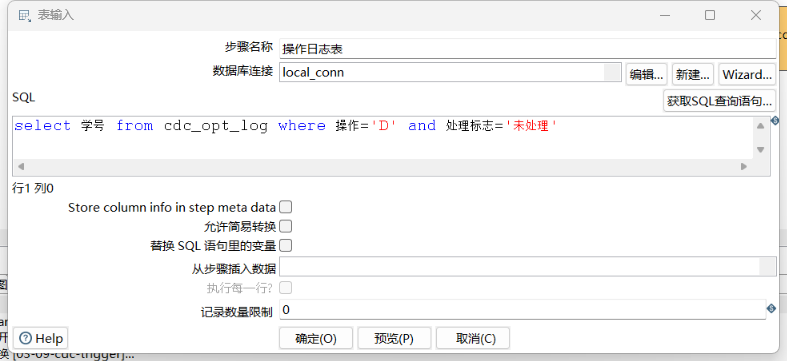 表输入
步骤名称 操作日志表
数据库连接 local_conn 编辑... 新建... Wizard...
SQL 获取SQL查询语句...
select 学号 from cdc_opt_log where 操作='D' and 处理标志='未处理'
行1 列0
Store column info in step meta data
允许简易转换
替换 SQL 语句里的变量
从步骤插入数据
执行每一行?
记录数量限制 0
Help 确定(O) 预览(P) 取消(C)
换 [03-09-cdc-trigger]...